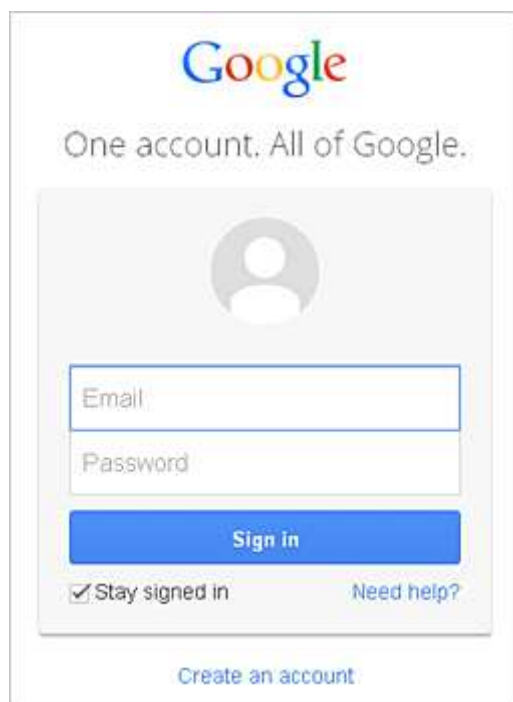 Google
One account. All of Google.
Email
Password
Sign in
Stay signed in Need help?
Create an account